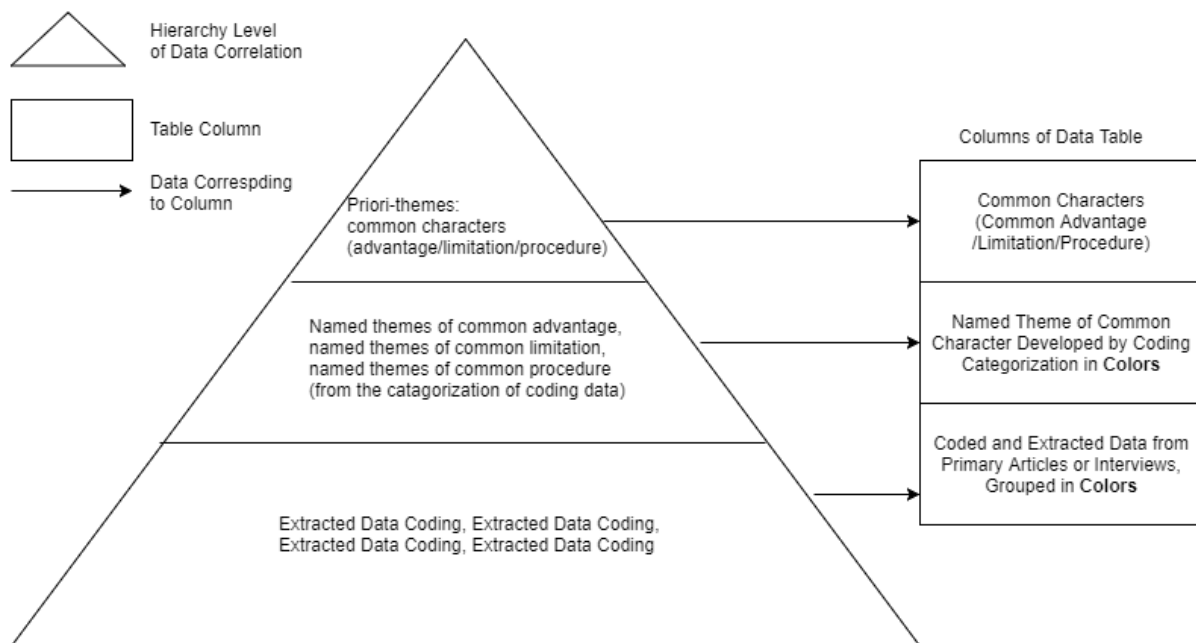 Hierarchy Level
of Data Correlation
Table Column
Data Correspding
to Column
Priori-themes:
common characters
(advantage/limitation/procedure)
Named themes of common advantage,
named themes of common limitation,
named themes of common procedure
(from the catagorization of coding data)
Extracted Data Coding, Extracted Data Coding,
Extracted Data Coding, Extracted Data Coding
Columns of Data Table
Common Characters
(Common Advantage
/Limitation/Procedure)
Named Theme of Common
Character Developed by Coding
Categorization in Colors
Coded and Extracted Data from
Primary Articles or Interviews,
Grouped in Colors